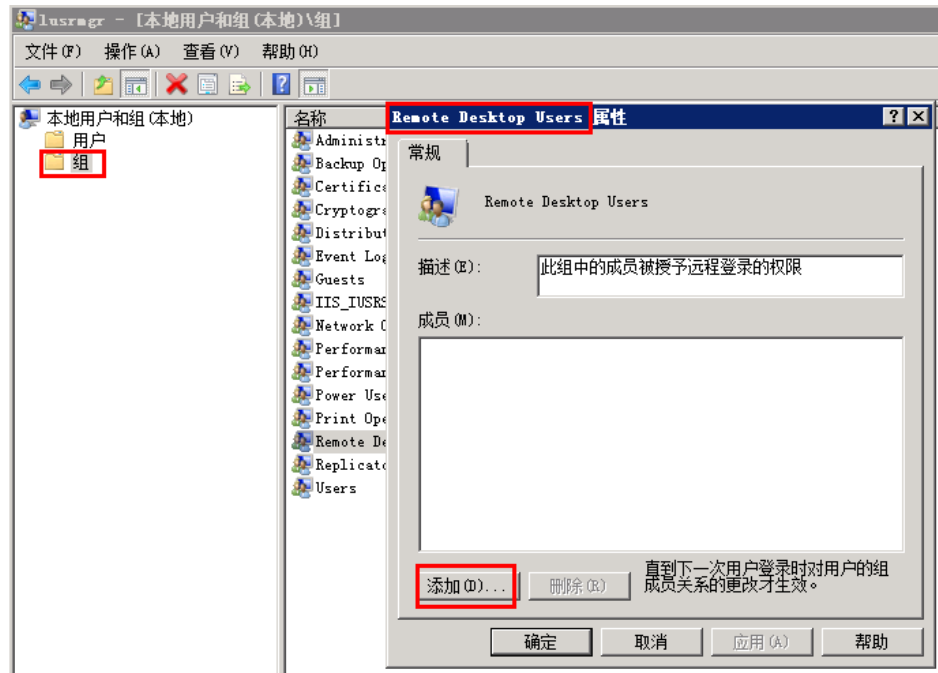 lusrmgr - [本地用户和组(本地)\组]
文件(F) 操作(A) 查看(V) 帮助(H)
本地用户和组(本地)
用户
组
名称
Administr
Backup Op
Certifica
Cryptogra
Distribut
Event Log
Guests
IIS_IUSRS
Network C
Performan
Performan
Power Use
Print Ope
Remote De
Replicato
Users
Remote Desktop Users 属性
常规
Remote Desktop Users
描述(E):
此组中的成员被授予远程登录的权限
成员(M):
添加(D)...
删除(R)
直到下一次用户登录时对用户的组
成员关系的更改才生效。
确定
取消
应用(A)
帮助